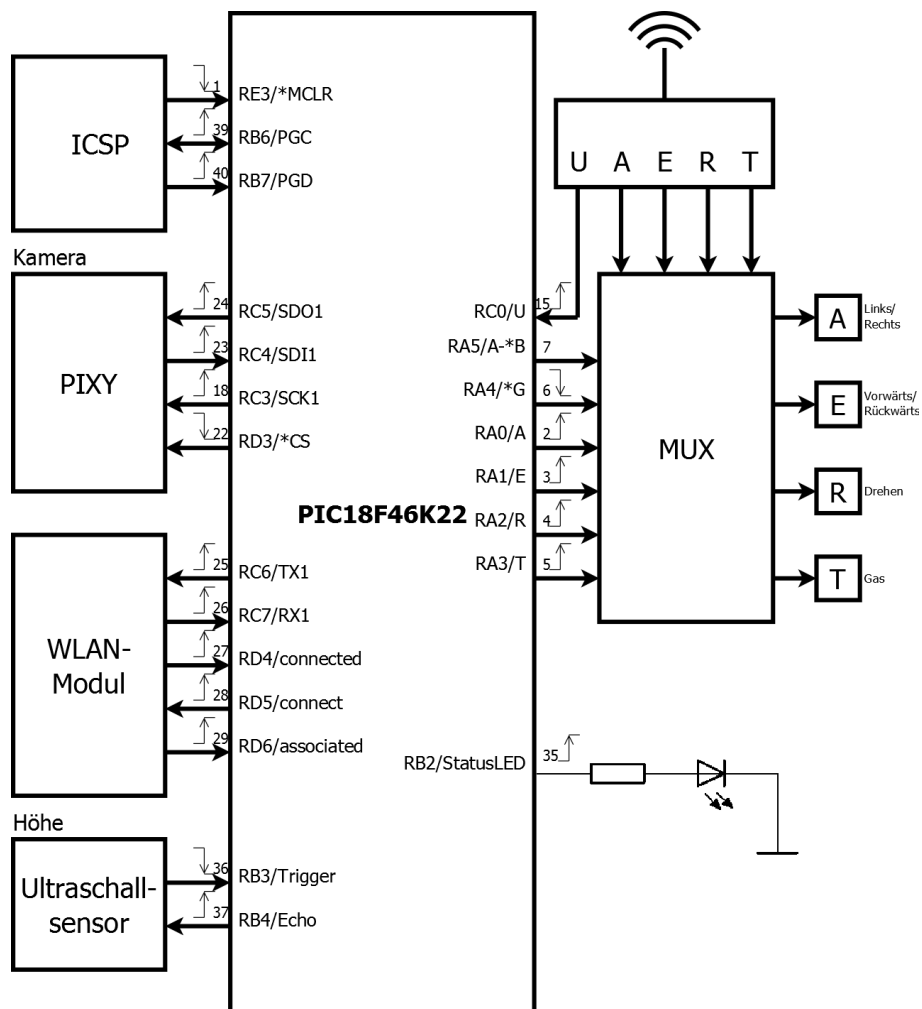 ICSP
1
RE3/*MCLR
39
RB6/PGC
40
RB7/PGD
Kamera
PIXY
24
RC5/SDO1
23
RC4/SDI1
18
RC3/SCK1
22
RD3/*CS
WLAN-
Modul
25
RC6/TX1
26
RC7/RX1
27
RD4/connected
28
RD5/connect
29
RD6/associated
Höhe
Ultraschall-
sensor
36
RB3/Trigger
37
RB4/Echo
PIC18F46K22
U A E R T
RC0/U
15
RA5/A-*B
7
RA4/*G
6
RA0/A
2
RA1/E
3
RA2/R
4
RA3/T
5
MUX
A
Links/
Rechts
E
Vorwärts/
Rückwärts
R
Drehen
T
Gas
RB2/StatusLED
35